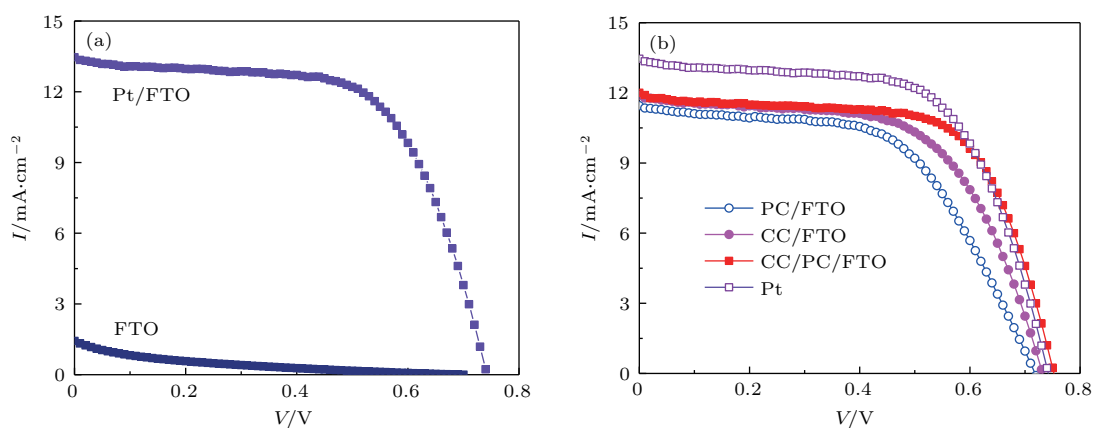 15
12
9
6
3
0
I/mA·cm−2
(a)
Pt/FTO
FTO
0
0.2
0.4
0.6
0.8
V/V
15
12
9
6
3
0
I/mA·cm−2
(b)
PC/FTO
CC/FTO
CC/PC/FTO
Pt
0
0.2
0.4
0.6
0.8
V/V